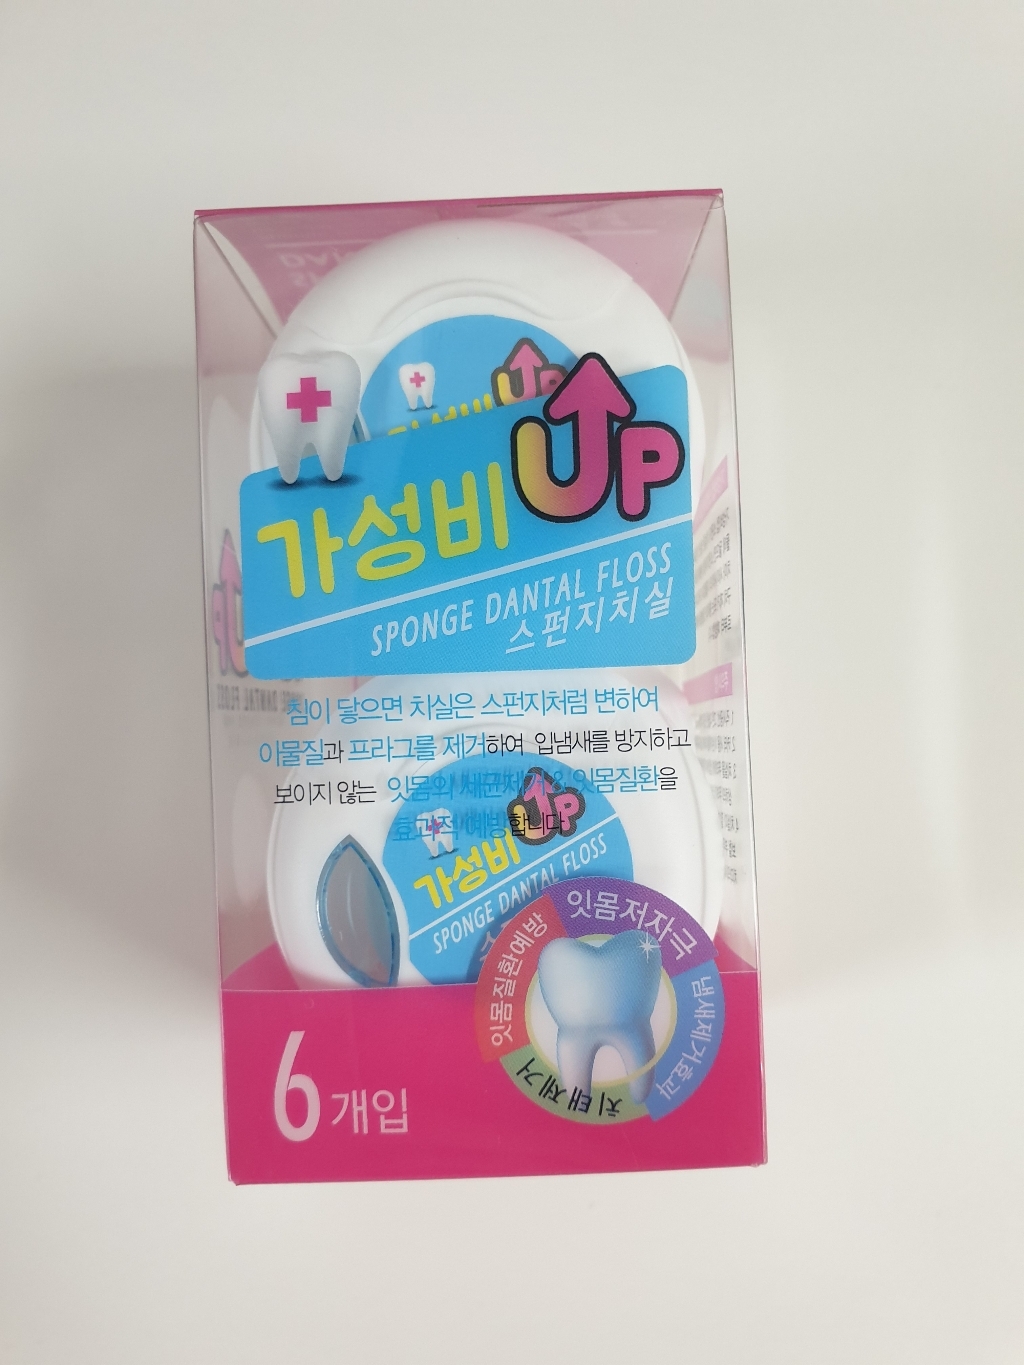 가성비 UP
SPONGE DANTAL FLOSS
스펀지치실
침이 닿으면 치실은 스펀지처럼 변하여
이물질과 프라그를 제거하여 입냄새를 방지하고
보이지 않는 잇몸의 세균제거 & 잇몸질환을
효과적 예방합니다
가성비 UP
SPONGE DANTAL FLOSS
잇몸질환예방
잇몸저자극
냄새제거효과
치태제거
6개입